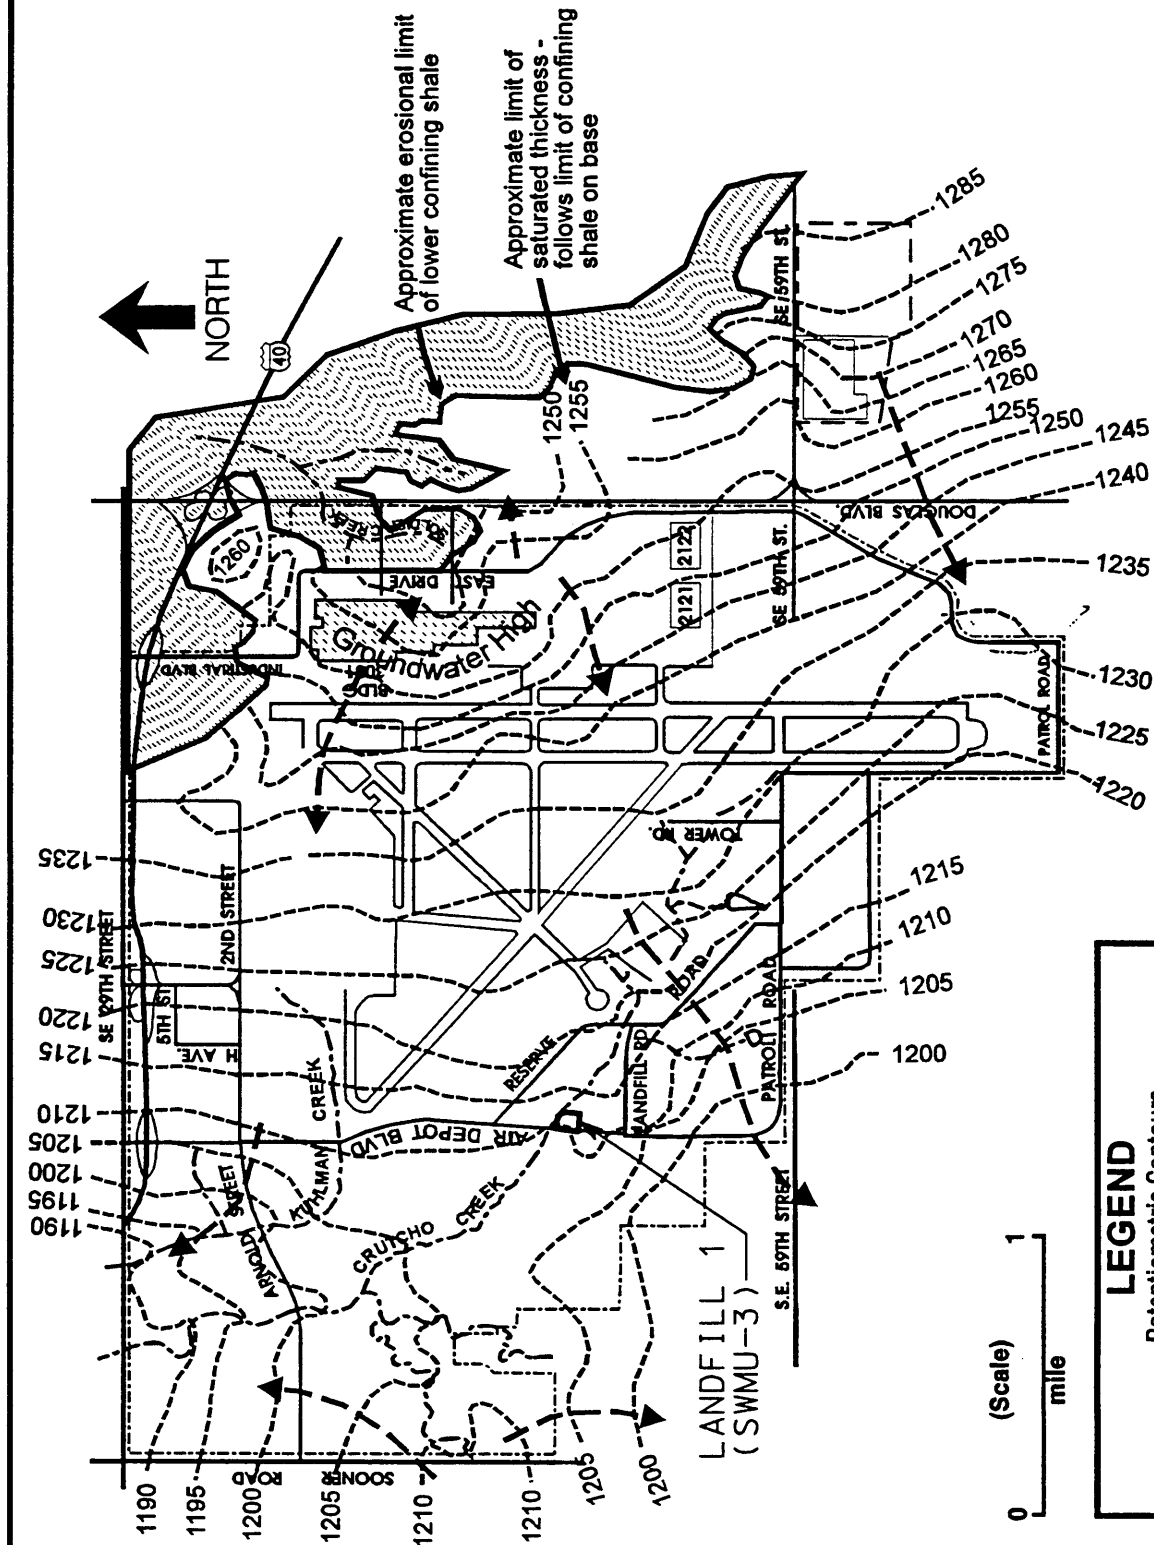 Approximate erosional limit
of lower confining shale
Approximate limit of
saturated thickness -
follows limit of confining
shale on base
NORTH
40
1260
1250
1255
1285
1280
1275
1270
1265
1260
1255
1250
1245
1240
1235
1230
1225
1220
1215
1210
1205
1200
SE 59TH ST.
DOUGLAS BLVD.
SE 59TH ST.
2122
2121
EAST DRIVE
CREEK
Groundwater High
BLDG
INDUSTRIAL BLVD
PATROL ROAD
TOWER RD.
1235
1230
1225
1220
1215
1210
1205
1200
1195
1190
SE 29TH STREET
2ND STREET
5TH ST
H AVE.
KUHLMAN CREEK
RESERVE ROAD
LANDFILL RD
PATROL ROAD
AIR DEPOT BLVD
ARNOLD STREET
CRUTCHO CREEK
S.E. 59TH STREET
LANDFILL 1
(SWMU-3)
SOONER ROAD
1190
1195
1200
1205
1210
1210
1205
1200
(Scale)
0
1
mile
LEGEND
Potentiometric Contours